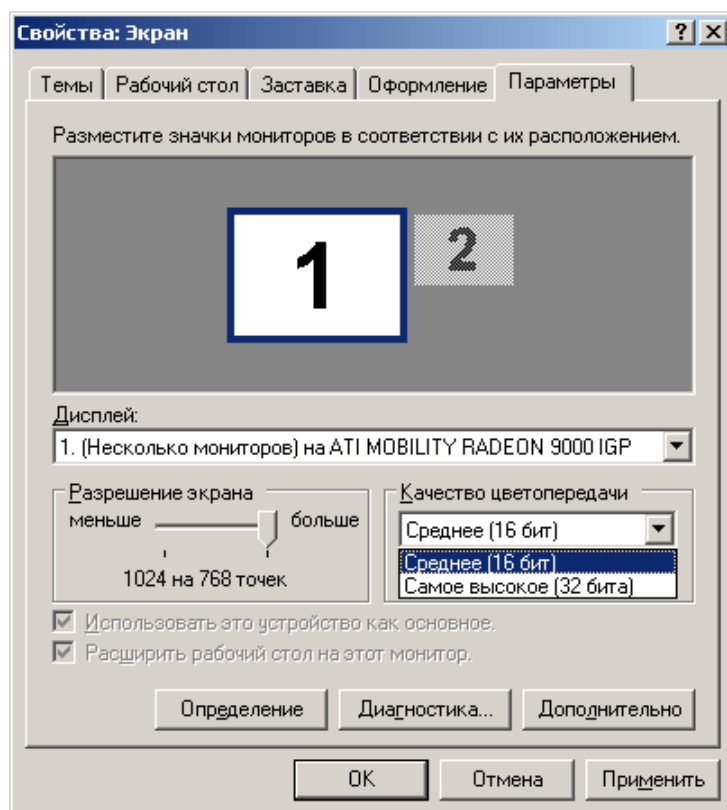 Свойства: Экран
Темы Рабочий стол Заставка Оформление Параметры
Разместите значки мониторов в соответствии с их расположением.
1 2
Дисплей:
1. (Несколько мониторов) на ATI MOBILITY RADEON 9000 IGP
Разрешение экрана
меньше больше
1024 на 768 точек
Качество цветопередачи
Среднее (16 бит)
Среднее (16 бит)
Самое высокое (32 бита)
Использовать это устройство как основное.
Расширить рабочий стол на этот монитор.
Определение Диагностика... Дополнительно
OK Отмена Применить